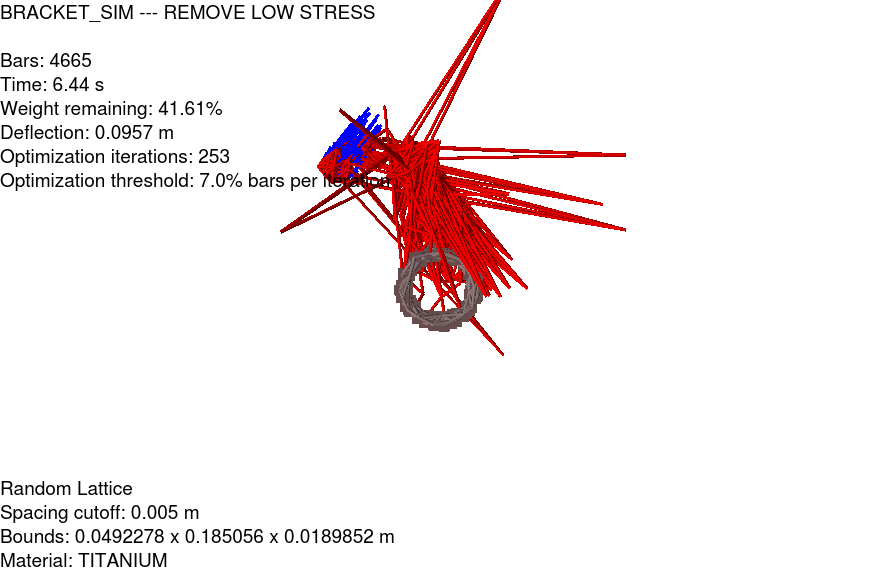 BRACKET_SIM --- REMOVE LOW STRESS
Bars: 4665
Time: 6.44 s
Weight remaining: 41.61%
Deflection: 0.0957 m
Optimization iterations: 253
Optimization threshold: 7.0% bars per iteration
Random Lattice
Spacing cutoff: 0.005 m
Bounds: 0.0492278 x 0.185056 x 0.0189852 m
Material: TITANIUM